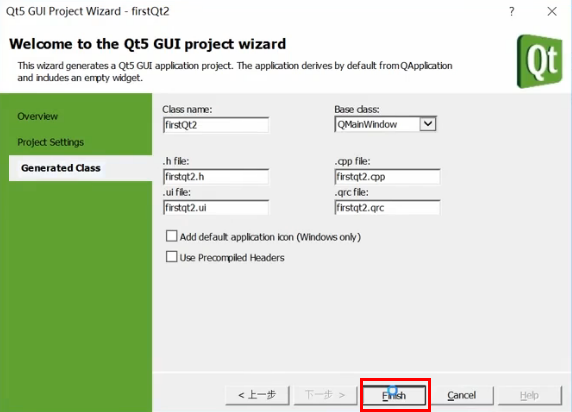 Qt5 GUI Project Wizard - firstQt2
Welcome to the Qt5 GUI project wizard
This wizard generates a Qt5 GUI application project. The application derives by default from QApplication
and includes an empty widget.
Qt
Overview
Project Settings
Generated Class
Class name:
Base class:
firstQt2
QMainWindow
.h file:
.cpp file:
firstqt2.h
firstqt2.cpp
.ui file:
.qrc file:
firstqt2.ui
firstqt2.qrc
Add default application icon (Windows only)
Use Precompiled Headers
< 上一步
下一步 >
Finish
Cancel
Help